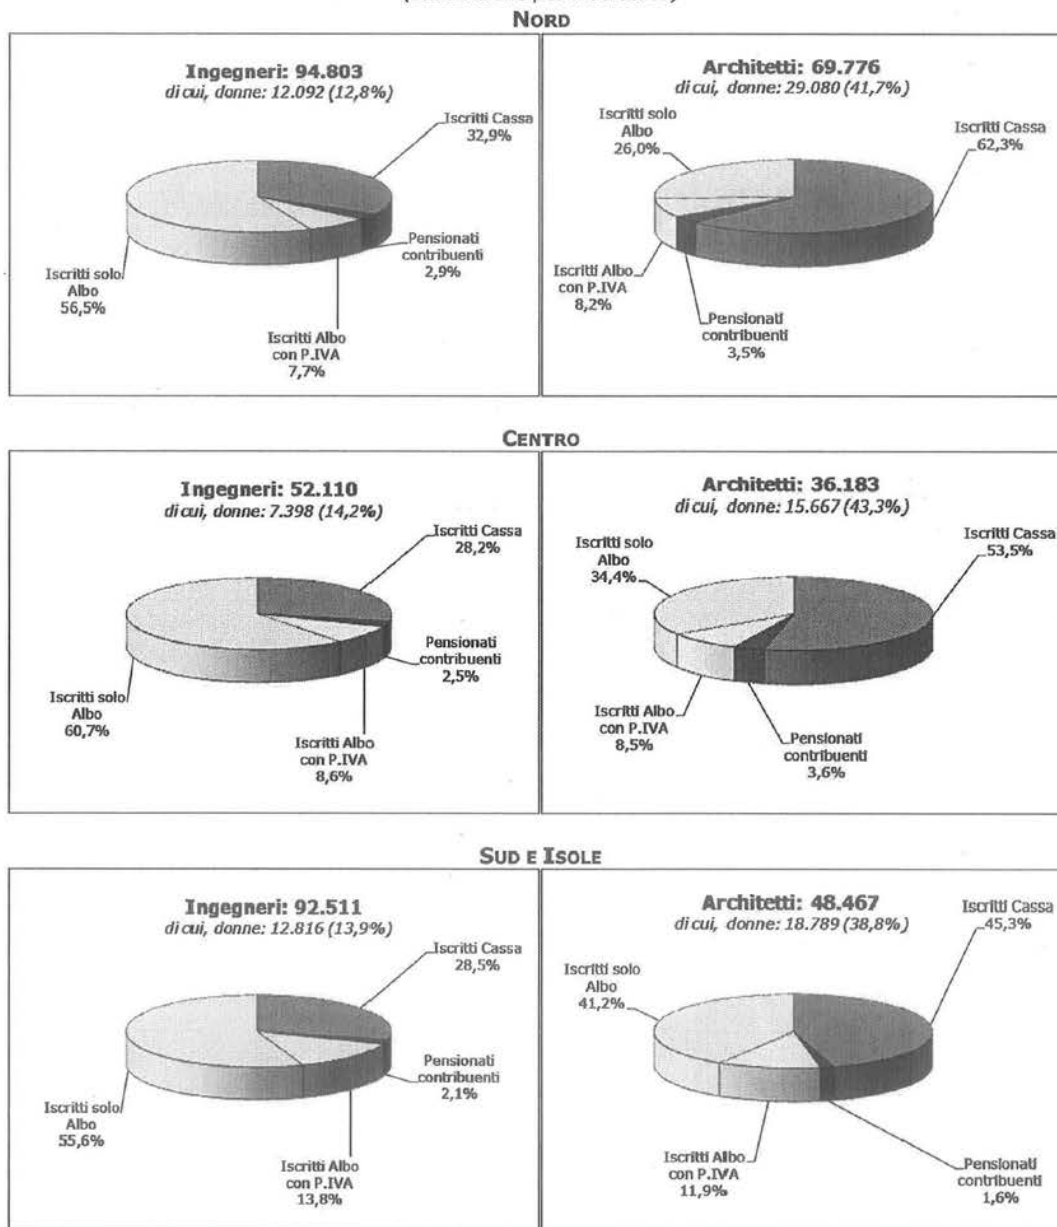 NORD
Ingegneri: 94.803
di cui, donne: 12.092 (12,8%)
Iscritti Cassa
32,9%
Pensionati
contribuenti
2,9%
Iscritti Albo
con P.IVA
7,7%
Iscritti solo
Albo
56,5%
Architetti: 69.776
di cui, donne: 29.080 (41,7%)
Iscritti solo
Albo
26,0%
Iscritti Cassa
62,3%
Iscritti Albo
con P.IVA
8,2%
Pensionati
contribuenti
3,5%
CENTRO
Ingegneri: 52.110
di cui, donne: 7.398 (14,2%)
Iscritti Cassa
28,2%
Pensionati
contribuenti
2,5%
Iscritti Albo
con P.IVA
8,6%
Iscritti solo
Albo
60,7%
Architetti: 36.183
di cui, donne: 15.667 (43,3%)
Iscritti solo
Albo
34,4%
Iscritti Cassa
53,5%
Iscritti Albo
con P.IVA
8,5%
Pensionati
contribuenti
3,6%
SUD E ISOLE
Ingegneri: 92.511
di cui, donne: 12.816 (13,9%)
Iscritti Cassa
28,5%
Pensionati
contribuenti
2,1%
Iscritti Albo
con P.IVA
13,8%
Iscritti solo
Albo
55,6%
Architetti: 48.467
di cui, donne: 18.789 (38,8%)
Iscritti Cassa
45,3%
Iscritti solo
Albo
41,2%
Iscritti Albo
con P.IVA
11,9%
Pensionati
contribuenti
1,6%